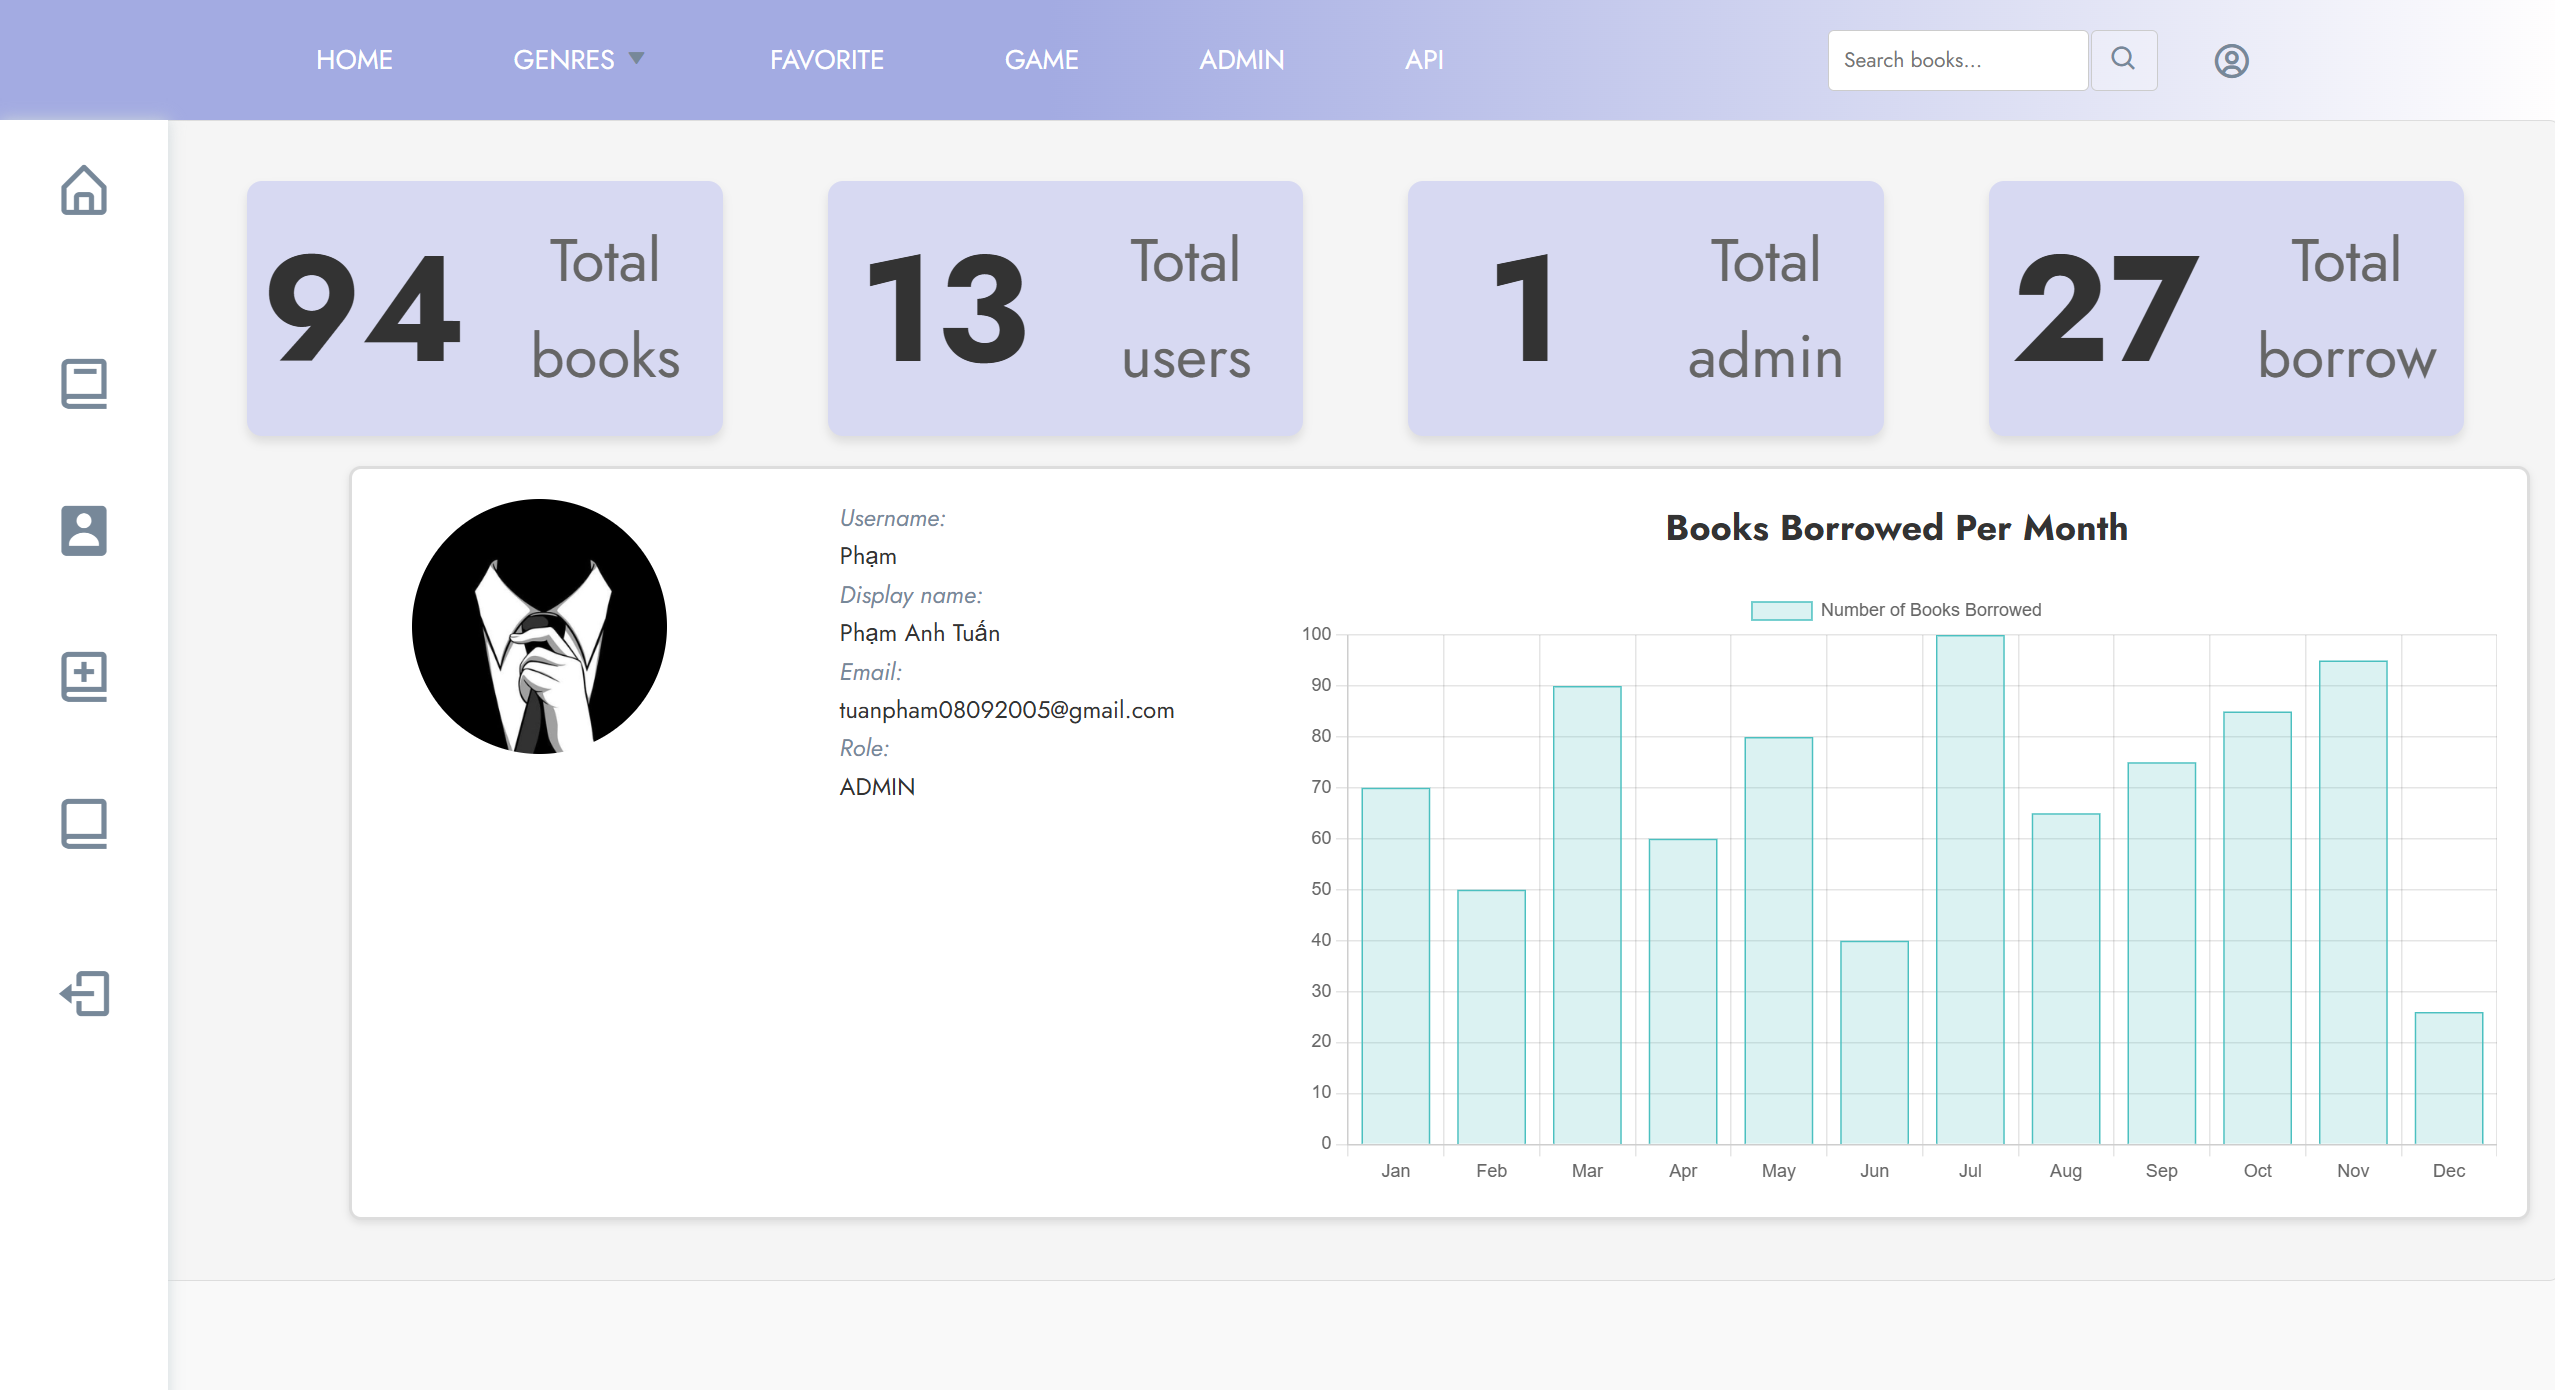 HOME GENRES FAVORITE GAME ADMIN API Search books...
94 Total books
13 Total users
1 Total admin
27 Total borrow
Username:
Phạm
Display name:
Phạm Anh Tuấn
Email:
tuanpham08092005@gmail.com
Role:
ADMIN
Books Borrowed Per Month
Number of Books Borrowed
100
90
80
70
60
50
40
30
20
10
0
Jan Feb Mar Apr May Jun Jul Aug Sep Oct Nov Dec